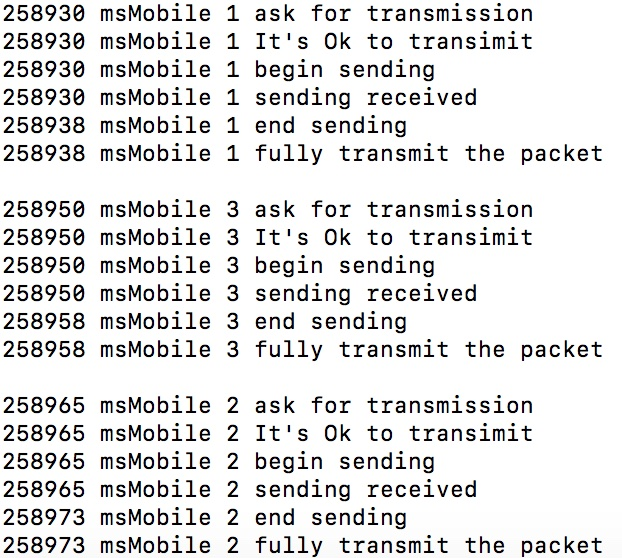 258930 msMobile 1 ask for transmission
258930 msMobile 1 It's Ok to transimit
258930 msMobile 1 begin sending
258930 msMobile 1 sending received
258938 msMobile 1 end sending
258938 msMobile 1 fully transmit the packet
258950 msMobile 3 ask for transmission
258950 msMobile 3 It's Ok to transimit
258950 msMobile 3 begin sending
258950 msMobile 3 sending received
258958 msMobile 3 end sending
258958 msMobile 3 fully transmit the packet
258965 msMobile 2 ask for transmission
258965 msMobile 2 It's Ok to transimit
258965 msMobile 2 begin sending
258965 msMobile 2 sending received
258973 msMobile 2 end sending
258973 msMobile 2 fully transmit the packet